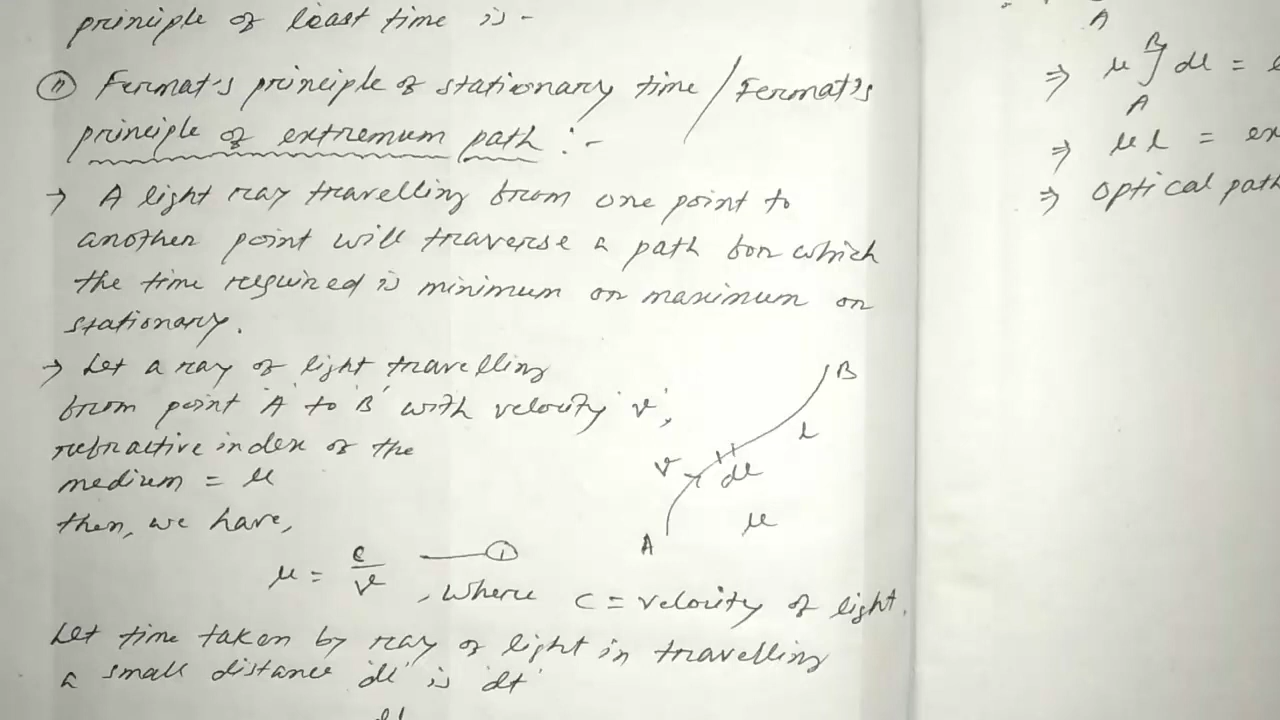 principle of least time is -
(ii) Fermat's principle of stationary time / Fermat's
principle of extremum path :-
→ A light ray travelling from one point to
another point will traverse a path for which
the time required is minimum or maximum or
stationary.
→ Let a ray of light travelling
from point 'A' to 'B' with velocity 'v',
refractive index of the
medium = μ
then, we have,
μ = c/v —— ①
, where c = velocity of light.
Let time taken by ray of light in travelling
a small distance 'dl' is 'dt'
dl
B
l
v
dl
μ
A
A
⇒ μ ∫_A^B dl =
⇒ μl = ex
⇒ optical path